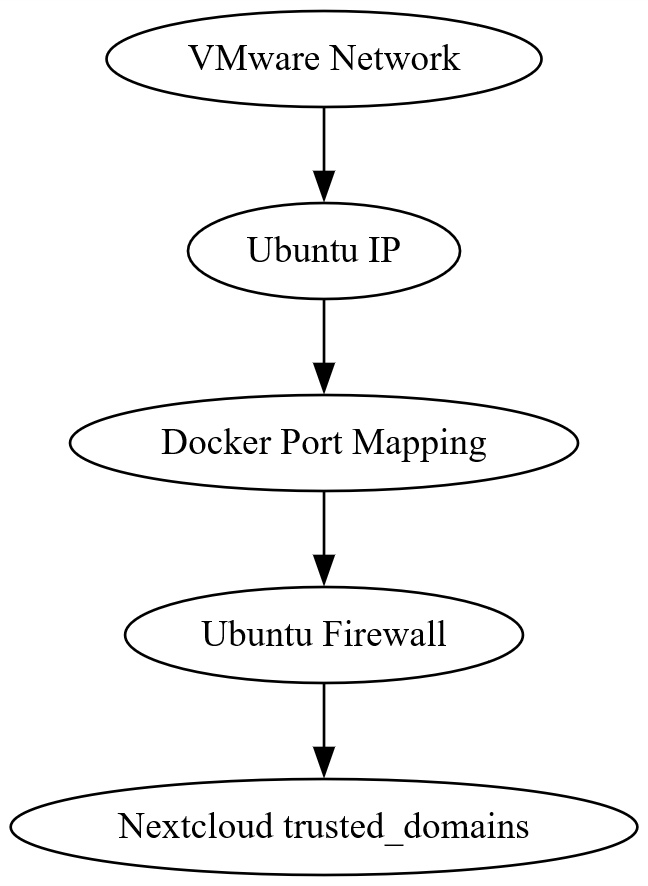 VMware Network
Ubuntu IP
Docker Port Mapping
Ubuntu Firewall
Nextcloud trusted_domains